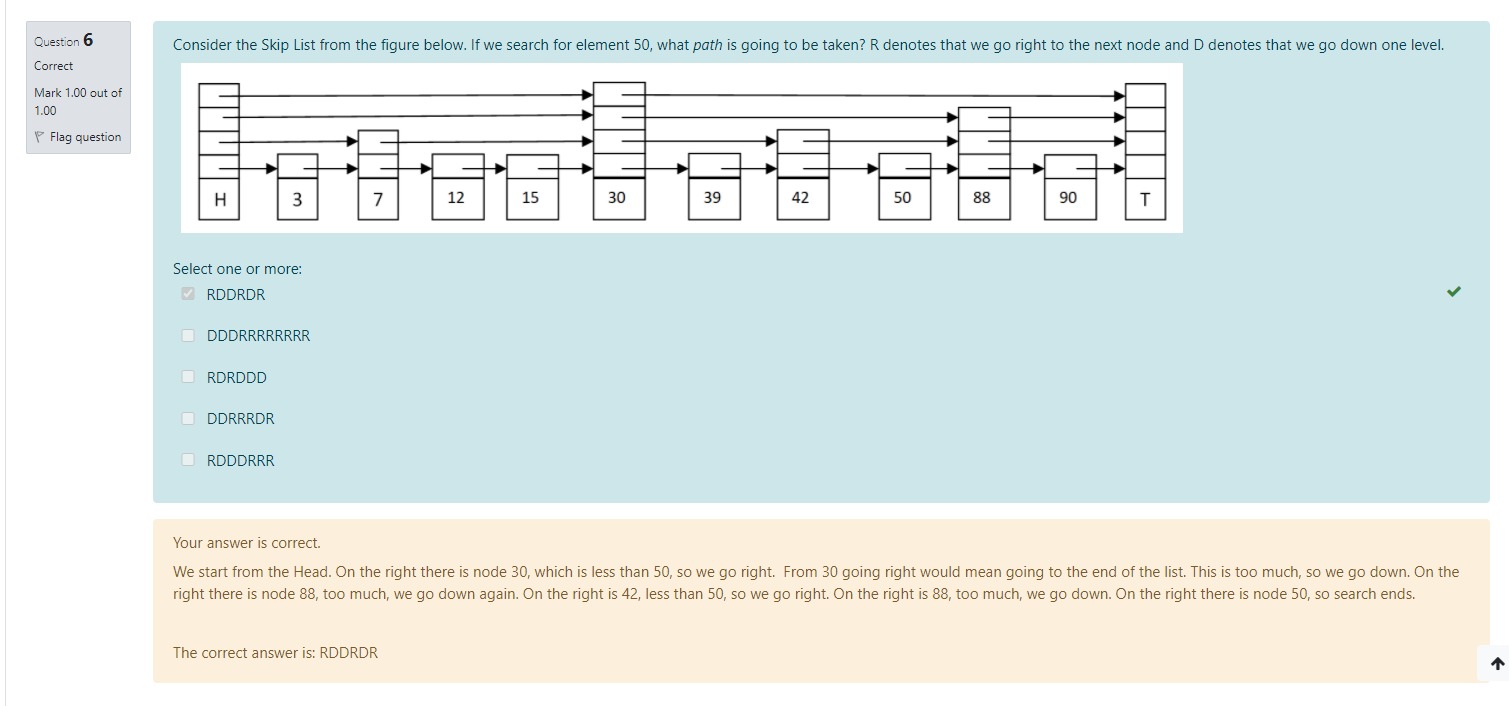 Question 6
Correct
Mark 1.00 out of
1.00
Flag question
Consider the Skip List from the figure below. If we search for element 50, what path is going to be taken? R denotes that we go right to the next node and D denotes that we go down one level.
H 3 7 12 15 30 39 42 50 88 90 T
Select one or more:
RDDRDR
DDDRRRRRRRR
RDRDDD
DDRRRDR
RDDDRRR
Your answer is correct.
We start from the Head. On the right there is node 30, which is less than 50, so we go right. From 30 going right would mean going to the end of the list. This is too much, so we go down. On the
right there is node 88, too much, we go down again. On the right is 42, less than 50, so we go right. On the right is 88, too much, we go down. On the right there is node 50, so search ends.
The correct answer is: RDDRDR